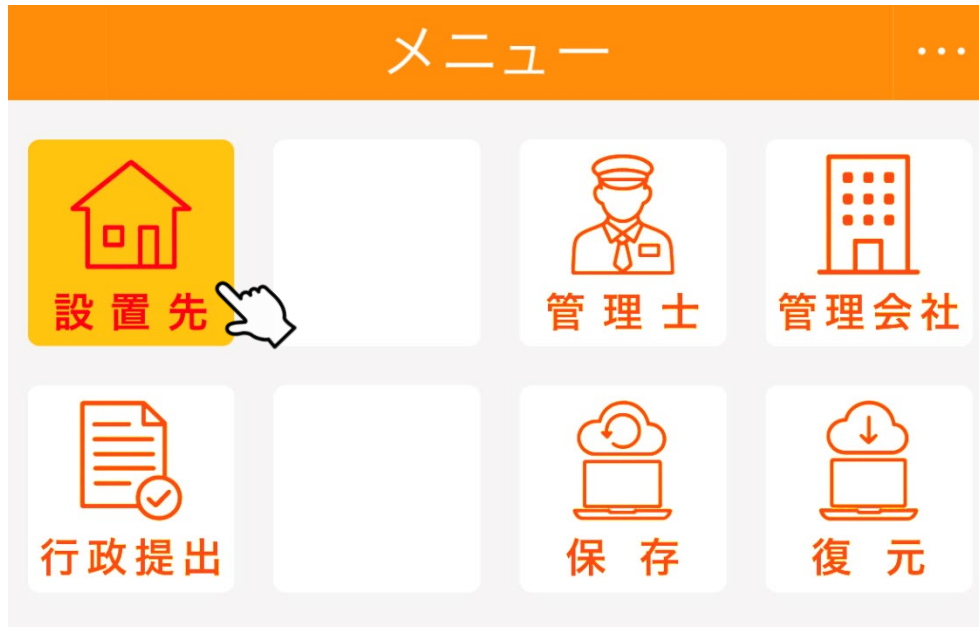 メニュー
設置先
管理士
管理会社
行政提出
保存
復元